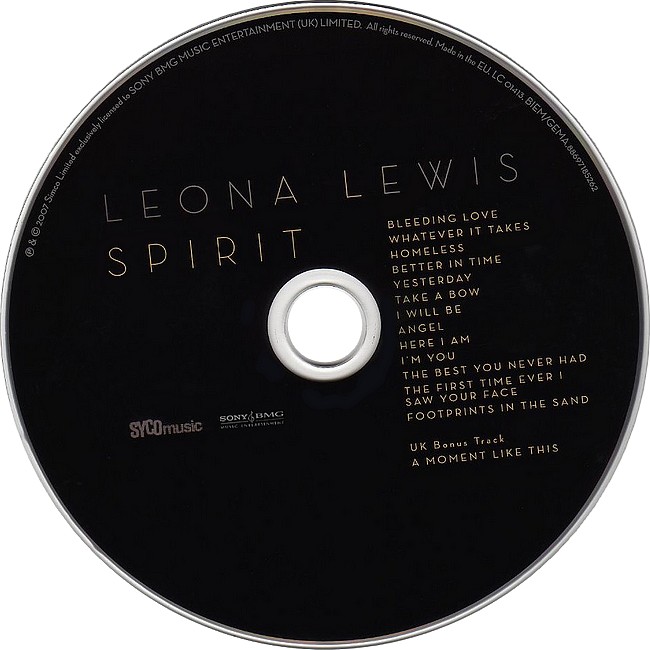 ℗ & © 2007 Simco Limited exclusively licensed to SONY BMG MUSIC ENTERTAINMENT (UK) LIMITED. All rights reserved. Made in the EU. LC 01413. BIEM/GEMA.88697185262
LEONA LEWIS
SPIRIT
BLEEDING LOVE
WHATEVER IT TAKES
HOMELESS
BETTER IN TIME
YESTERDAY
TAKE A BOW
I WILL BE
ANGEL
HERE I AM
I'M YOU
THE BEST YOU NEVER HAD
THE FIRST TIME EVER I
SAW YOUR FACE
FOOTPRINTS IN THE SAND
UK Bonus Track
A MOMENT LIKE THIS
SYCOmusic
SONY BMG
MUSIC ENTERTAINMENT